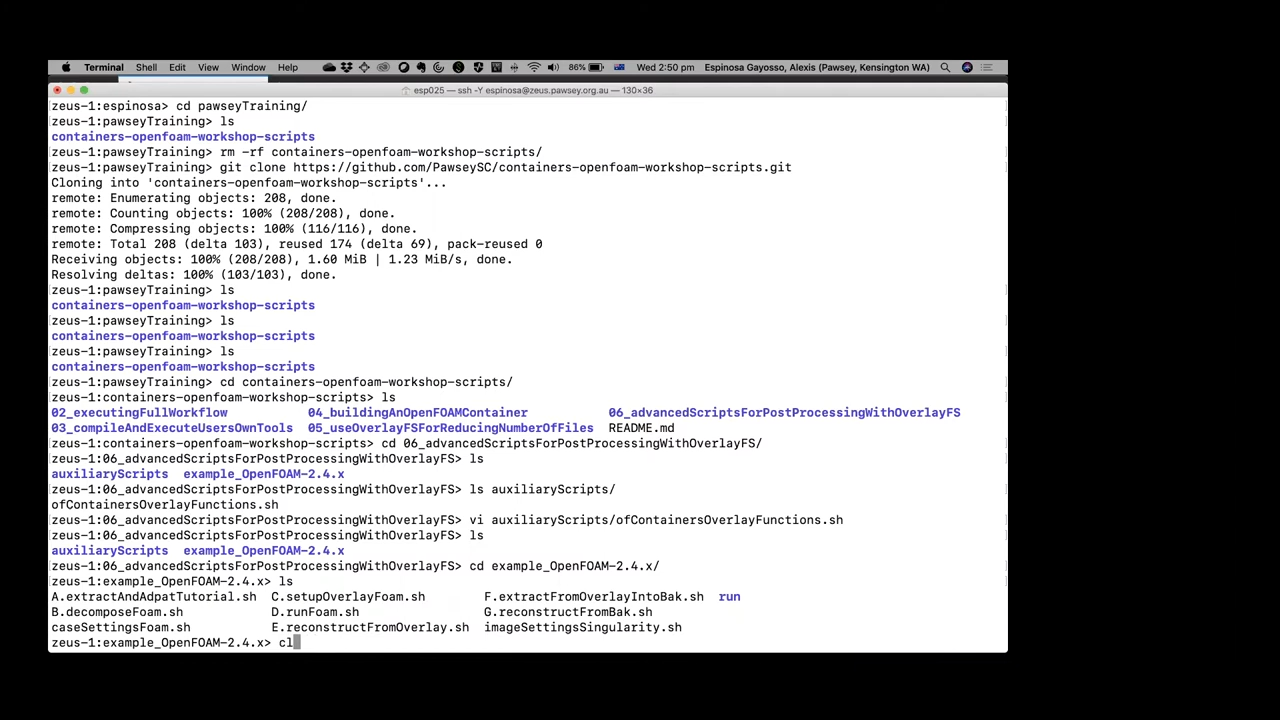 Terminal Shell Edit View Window Help 86% Wed 2:50 pm Espinosa Gayosso, Alexis (Pawsey, Kensington WA)
esp025 — ssh -Y espinosa@zeus.pawsey.org.au — 130×36
zeus-1:espinosa> cd pawseyTraining/
zeus-1:pawseyTraining> ls
containers-openfoam-workshop-scripts
zeus-1:pawseyTraining> rm -rf containers-openfoam-workshop-scripts/
zeus-1:pawseyTraining> git clone https://github.com/PawseySC/containers-openfoam-workshop-scripts.git
Cloning into 'containers-openfoam-workshop-scripts'...
remote: Enumerating objects: 208, done.
remote: Counting objects: 100% (208/208), done.
remote: Compressing objects: 100% (116/116), done.
remote: Total 208 (delta 103), reused 174 (delta 69), pack-reused 0
Receiving objects: 100% (208/208), 1.60 MiB | 1.23 MiB/s, done.
Resolving deltas: 100% (103/103), done.
zeus-1:pawseyTraining> ls
containers-openfoam-workshop-scripts
zeus-1:pawseyTraining> ls
containers-openfoam-workshop-scripts
zeus-1:pawseyTraining> ls
containers-openfoam-workshop-scripts
zeus-1:pawseyTraining> cd containers-openfoam-workshop-scripts/
zeus-1:containers-openfoam-workshop-scripts> ls
02_executingFullWorkflow 04_buildingAnOpenFOAMContainer 06_advancedScriptsForPostProcessingWithOverlayFS
03_compileAndExecuteUsersOwnTools 05_useOverlayFSForReducingNumberOfFiles README.md
zeus-1:containers-openfoam-workshop-scripts> cd 06_advancedScriptsForPostProcessingWithOverlayFS/
zeus-1:06_advancedScriptsForPostProcessingWithOverlayFS> ls
auxiliaryScripts example_OpenFOAM-2.4.x
zeus-1:06_advancedScriptsForPostProcessingWithOverlayFS> ls auxiliaryScripts/
ofContainersOverlayFunctions.sh
zeus-1:06_advancedScriptsForPostProcessingWithOverlayFS> vi auxiliaryScripts/ofContainersOverlayFunctions.sh
zeus-1:06_advancedScriptsForPostProcessingWithOverlayFS> ls
auxiliaryScripts example_OpenFOAM-2.4.x
zeus-1:06_advancedScriptsForPostProcessingWithOverlayFS> cd example_OpenFOAM-2.4.x/
zeus-1:example_OpenFOAM-2.4.x> ls
A.extractAndAdpatTutorial.sh C.setupOverlayFoam.sh F.extractFromOverlayIntoBak.sh run
B.decomposeFoam.sh D.runFoam.sh G.reconstructFromBak.sh
caseSettingsFoam.sh E.reconstructFromOverlay.sh imageSettingsSingularity.sh
zeus-1:example_OpenFOAM-2.4.x> cl